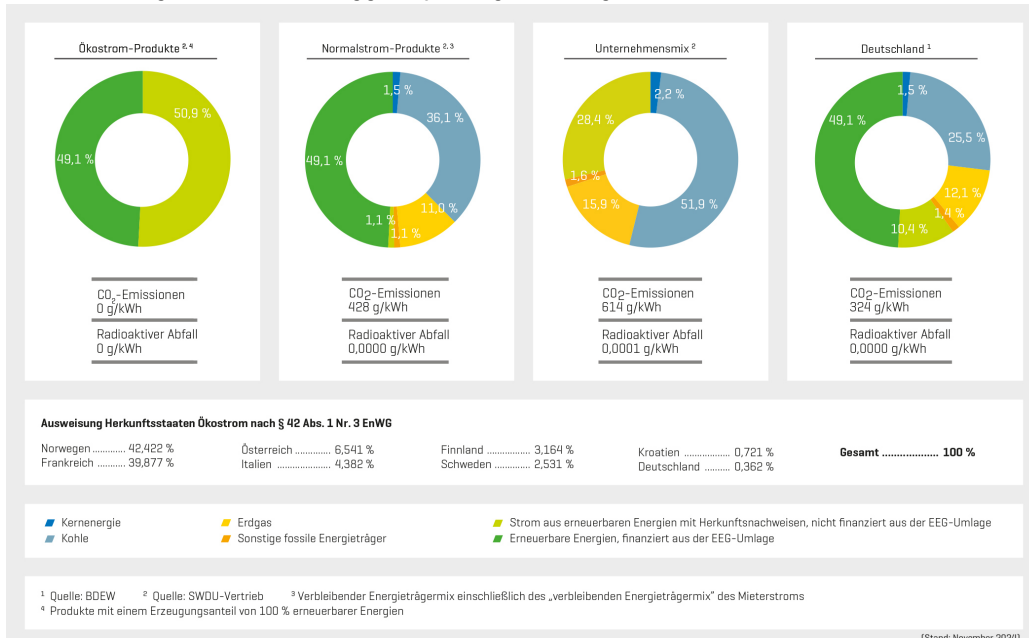 Ökostrom-Produkte ²˒ ⁴
50,9 %
49,1 %
CO₂-Emissionen
0 g/kWh
Radioaktiver Abfall
0 g/kWh
Normalstrom-Produkte ²˒ ³
1,5 %
36,1 %
49,1 %
11,0 %
1,1 %
1,1 %
CO2-Emissionen
428 g/kWh
Radioaktiver Abfall
0,0000 g/kWh
Unternehmensmix ²
2,2 %
28,4 %
1,6 %
15,9 %
51,9 %
CO2-Emissionen
614 g/kWh
Radioaktiver Abfall
0,0001 g/kWh
Deutschland ¹
1,5 %
49,1 %
25,5 %
12,1 %
1,4 %
10,4 %
CO2-Emissionen
324 g/kWh
Radioaktiver Abfall
0,0000 g/kWh
Ausweisung Herkunftsstaaten Ökostrom nach § 42 Abs. 1 Nr. 3 EnWG
Norwegen ............ 42,422 %
Frankreich .......... 39,877 %
Österreich ............... 6,541 %
Italien ................... 4,382 %
Finnland ............... 3,164 %
Schweden ............. 2,531 %
Kroatien ................. 0,721 %
Deutschland ......... 0,362 %
Gesamt ................... 100 %
Kernenergie
Kohle
Erdgas
Sonstige fossile Energieträger
Strom aus erneuerbaren Energien mit Herkunftsnachweisen, nicht finanziert aus der EEG-Umlage
Erneuerbare Energien, finanziert aus der EEG-Umlage
¹ Quelle: BDEW ² Quelle: SWDU-Vertrieb ³ Verbleibender Energieträgermix einschließlich des „verbleibenden Energieträgermix" des Mieterstroms
⁴ Produkte mit einem Erzeugungsanteil von 100 % erneuerbarer Energien
(Stand: November 2024)